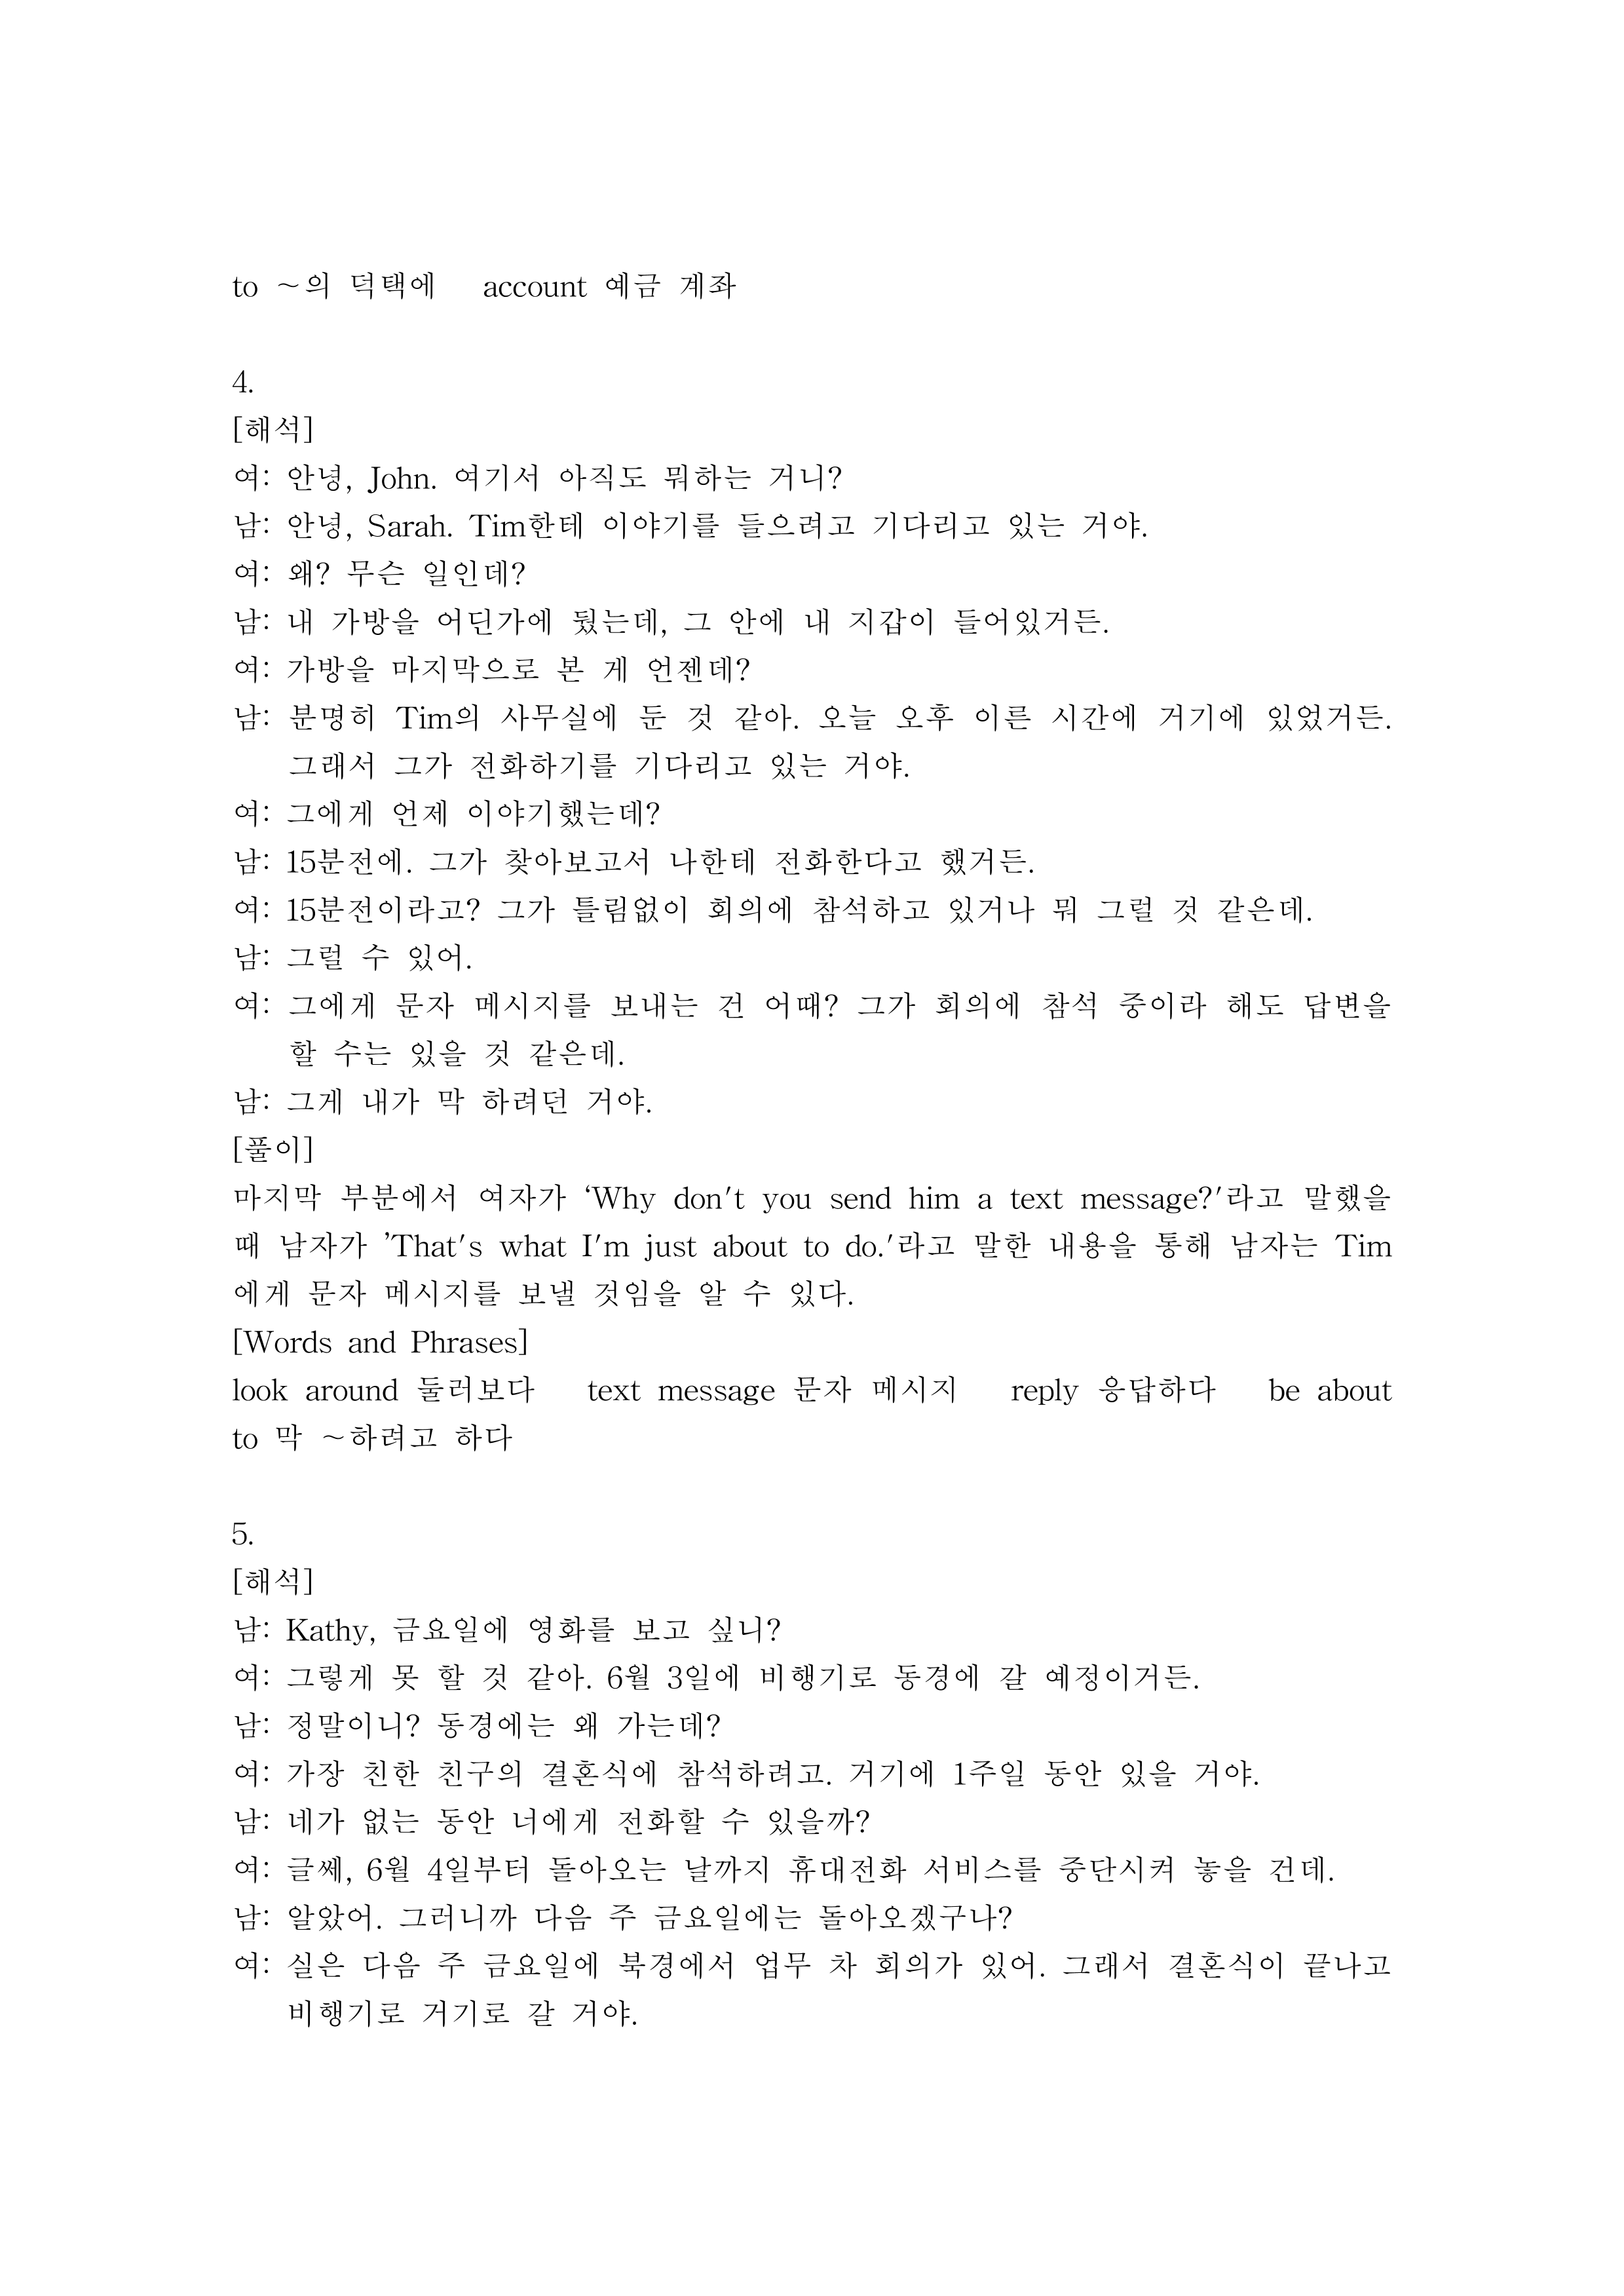 to ～의 덕택에 account 예금 계좌
4.
[해석]
여: 안녕, John. 여기서 아직도 뭐하는 거니?
남: 안녕, Sarah. Tim한테 이야기를 들으려고 기다리고 있는 거야.
여: 왜? 무슨 일인데?
남: 내 가방을 어딘가에 뒀는데, 그 안에 내 지갑이 들어있거든.
여: 가방을 마지막으로 본 게 언젠데?
남: 분명히 Tim의 사무실에 둔 것 같아. 오늘 오후 이른 시간에 거기에 있었거든.
그래서 그가 전화하기를 기다리고 있는 거야.
여: 그에게 언제 이야기했는데?
남: 15분전에. 그가 찾아보고서 나한테 전화한다고 했거든.
여: 15분전이라고? 그가 틀림없이 회의에 참석하고 있거나 뭐 그럴 것 같은데.
남: 그럴 수 있어.
여: 그에게 문자 메시지를 보내는 건 어때? 그가 회의에 참석 중이라 해도 답변을
할 수는 있을 것 같은데.
남: 그게 내가 막 하려던 거야.
[풀이]
마지막 부분에서 여자가 ‘Why don't you send him a text message?'라고 말했을
때 남자가 ’That's what I'm just about to do.'라고 말한 내용을 통해 남자는 Tim
에게 문자 메시지를 보낼 것임을 알 수 있다.
[Words and Phrases]
look around 둘러보다 text message 문자 메시지 reply 응답하다 be about
to 막 ～하려고 하다
5.
[해석]
남: Kathy, 금요일에 영화를 보고 싶니?
여: 그렇게 못 할 것 같아. 6월 3일에 비행기로 동경에 갈 예정이거든.
남: 정말이니? 동경에는 왜 가는데?
여: 가장 친한 친구의 결혼식에 참석하려고. 거기에 1주일 동안 있을 거야.
남: 네가 없는 동안 너에게 전화할 수 있을까?
여: 글쎄, 6월 4일부터 돌아오는 날까지 휴대전화 서비스를 중단시켜 놓을 건데.
남: 알았어. 그러니까 다음 주 금요일에는 돌아오겠구나?
여: 실은 다음 주 금요일에 북경에서 업무 차 회의가 있어. 그래서 결혼식이 끝나고
비행기로 거기로 갈 거야.